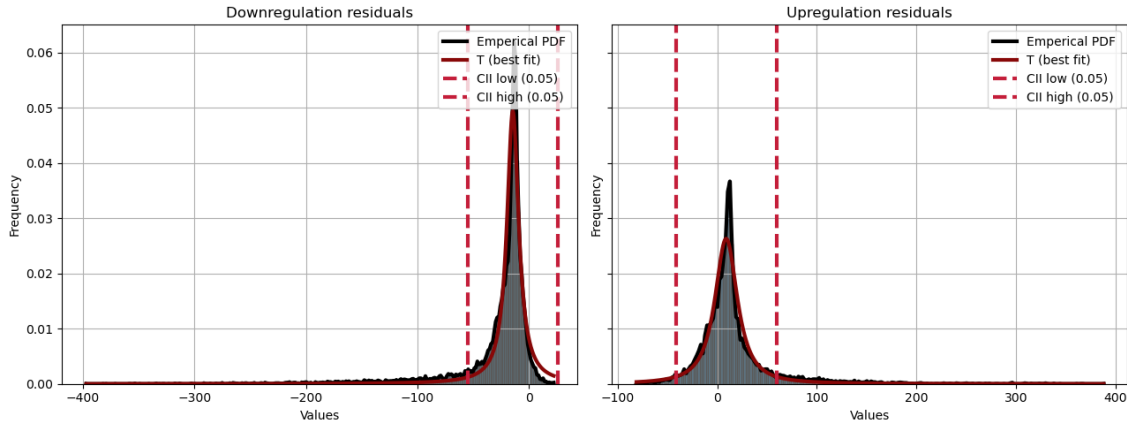 Downregulation residuals
Emperical PDF
T (best fit)
CII low (0.05)
CII high (0.05)
Frequency
0.06
0.05
0.04
0.03
0.02
0.01
0.00
−400
−300
−200
−100
0
Values
Upregulation residuals
Emperical PDF
T (best fit)
CII low (0.05)
CII high (0.05)
Frequency
−100
0
100
200
300
400
Values